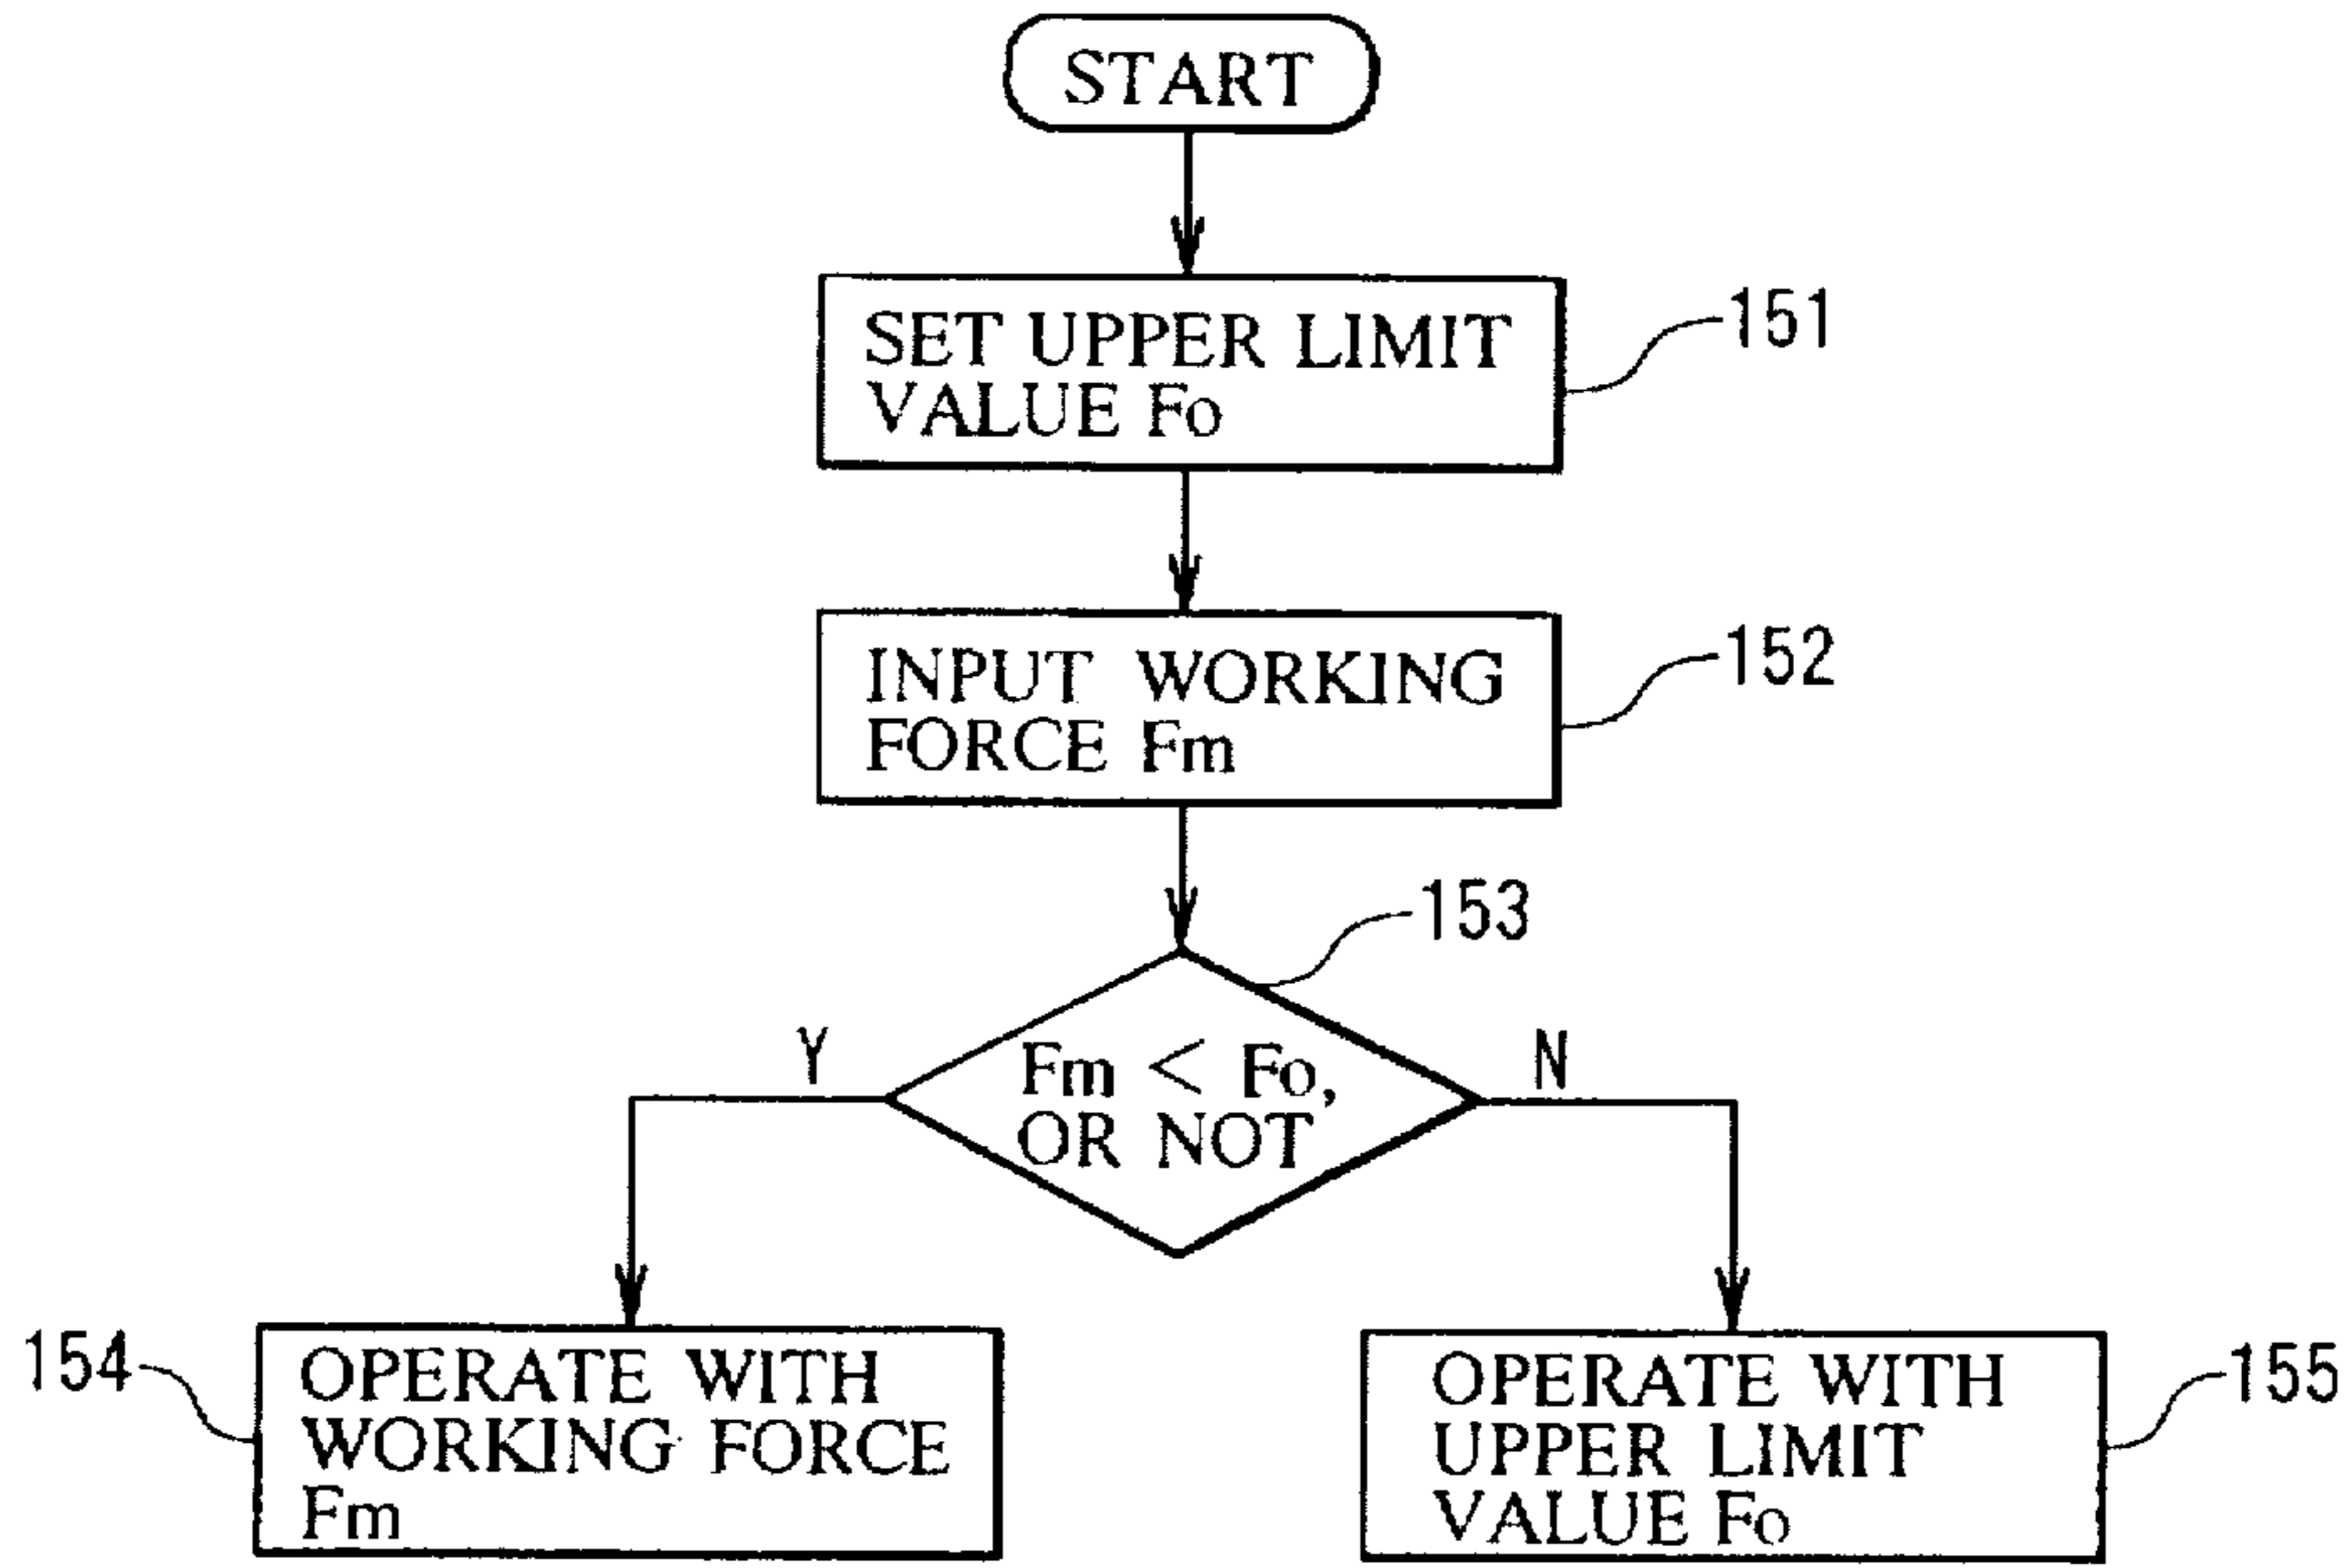 START
SET UPPER LIMIT
VALUE Fo
151
INPUT WORKING
FORCE Fm
152
153
Fm < Fo,
OR NOT
Y
N
154
OPERATE WITH
WORKING FORCE
Fm
OPERATE WITH
UPPER LIMIT
VALUE Fo
155